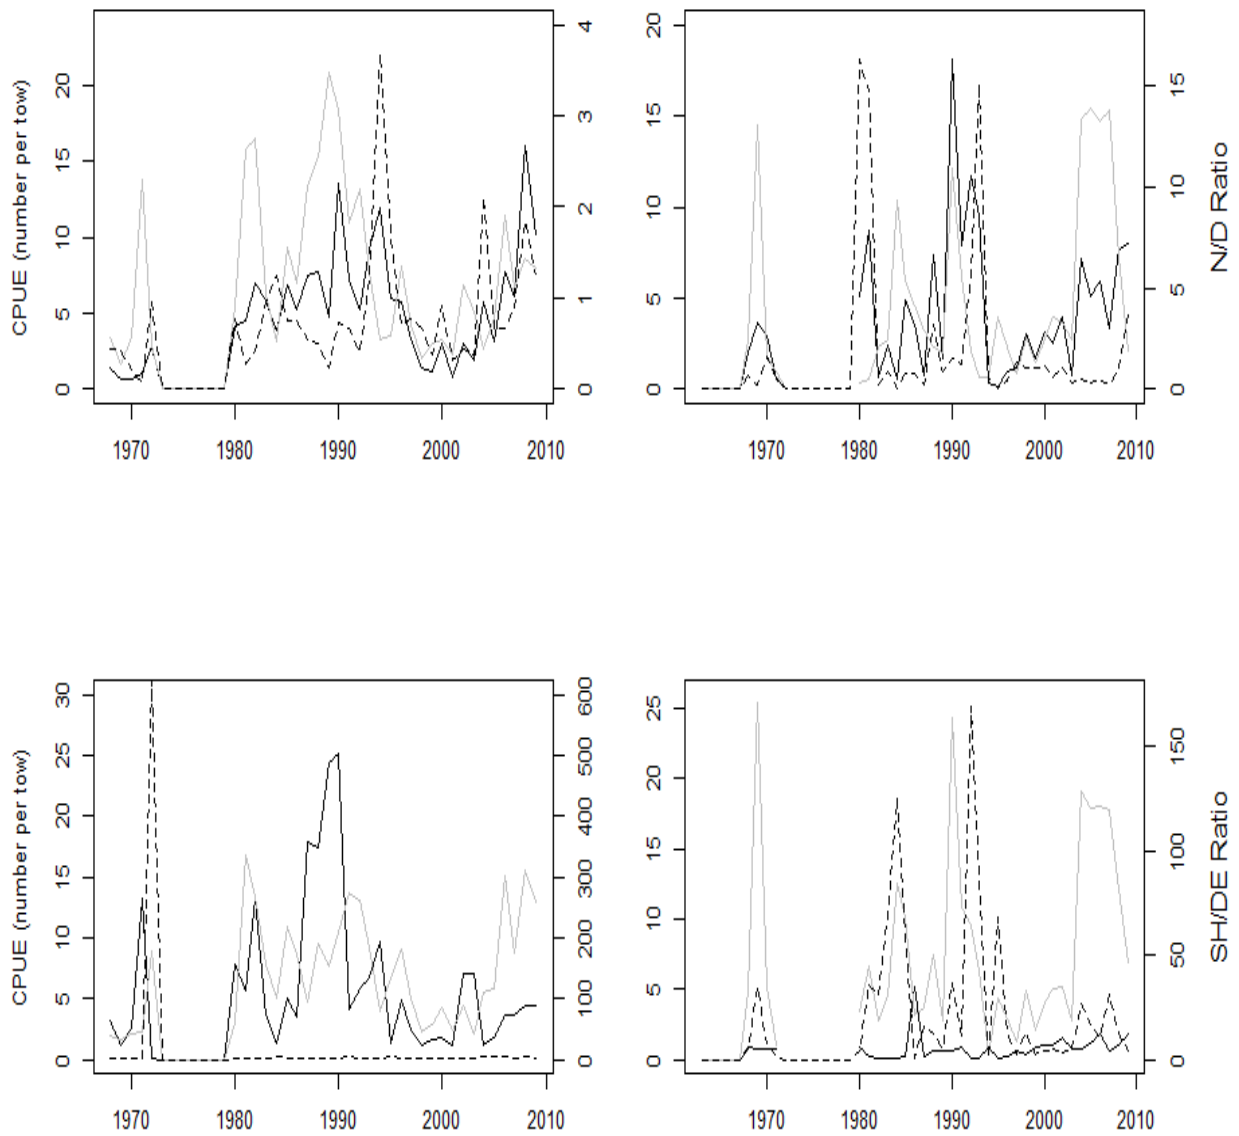 CPUE (number per tow)
0 5 10 15 20
0 1 2 3 4
1970 1980 1990 2000 2010
0 5 10 15 20
0 5 10 15
N/D Ratio
1970 1980 1990 2000 2010
CPUE (number per tow)
0 5 10 15 20 25 30
0 100 200 300 400 500 600
1970 1980 1990 2000 2010
0 5 10 15 20 25
0 50 100 150
SH/DE Ratio
1970 1980 1990 2000 2010